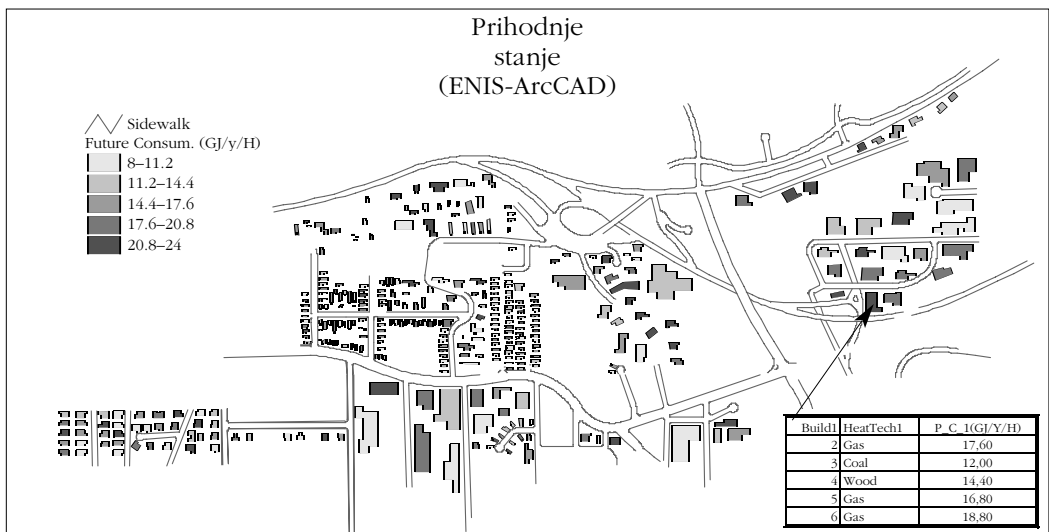 Prihodnje
stanje
(ENIS-ArcCAD)
Sidewalk
Future Consum. (GJ/y/H)
8–11.2
11.2–14.4
14.4–17.6
17.6–20.8
20.8–24
Build1 HeatTech1 P_C_1(GJ/Y/H)
2 Gas 17,60
3 Coal 12,00
4 Wood 14,40
5 Gas 16,80
6 Gas 18,80